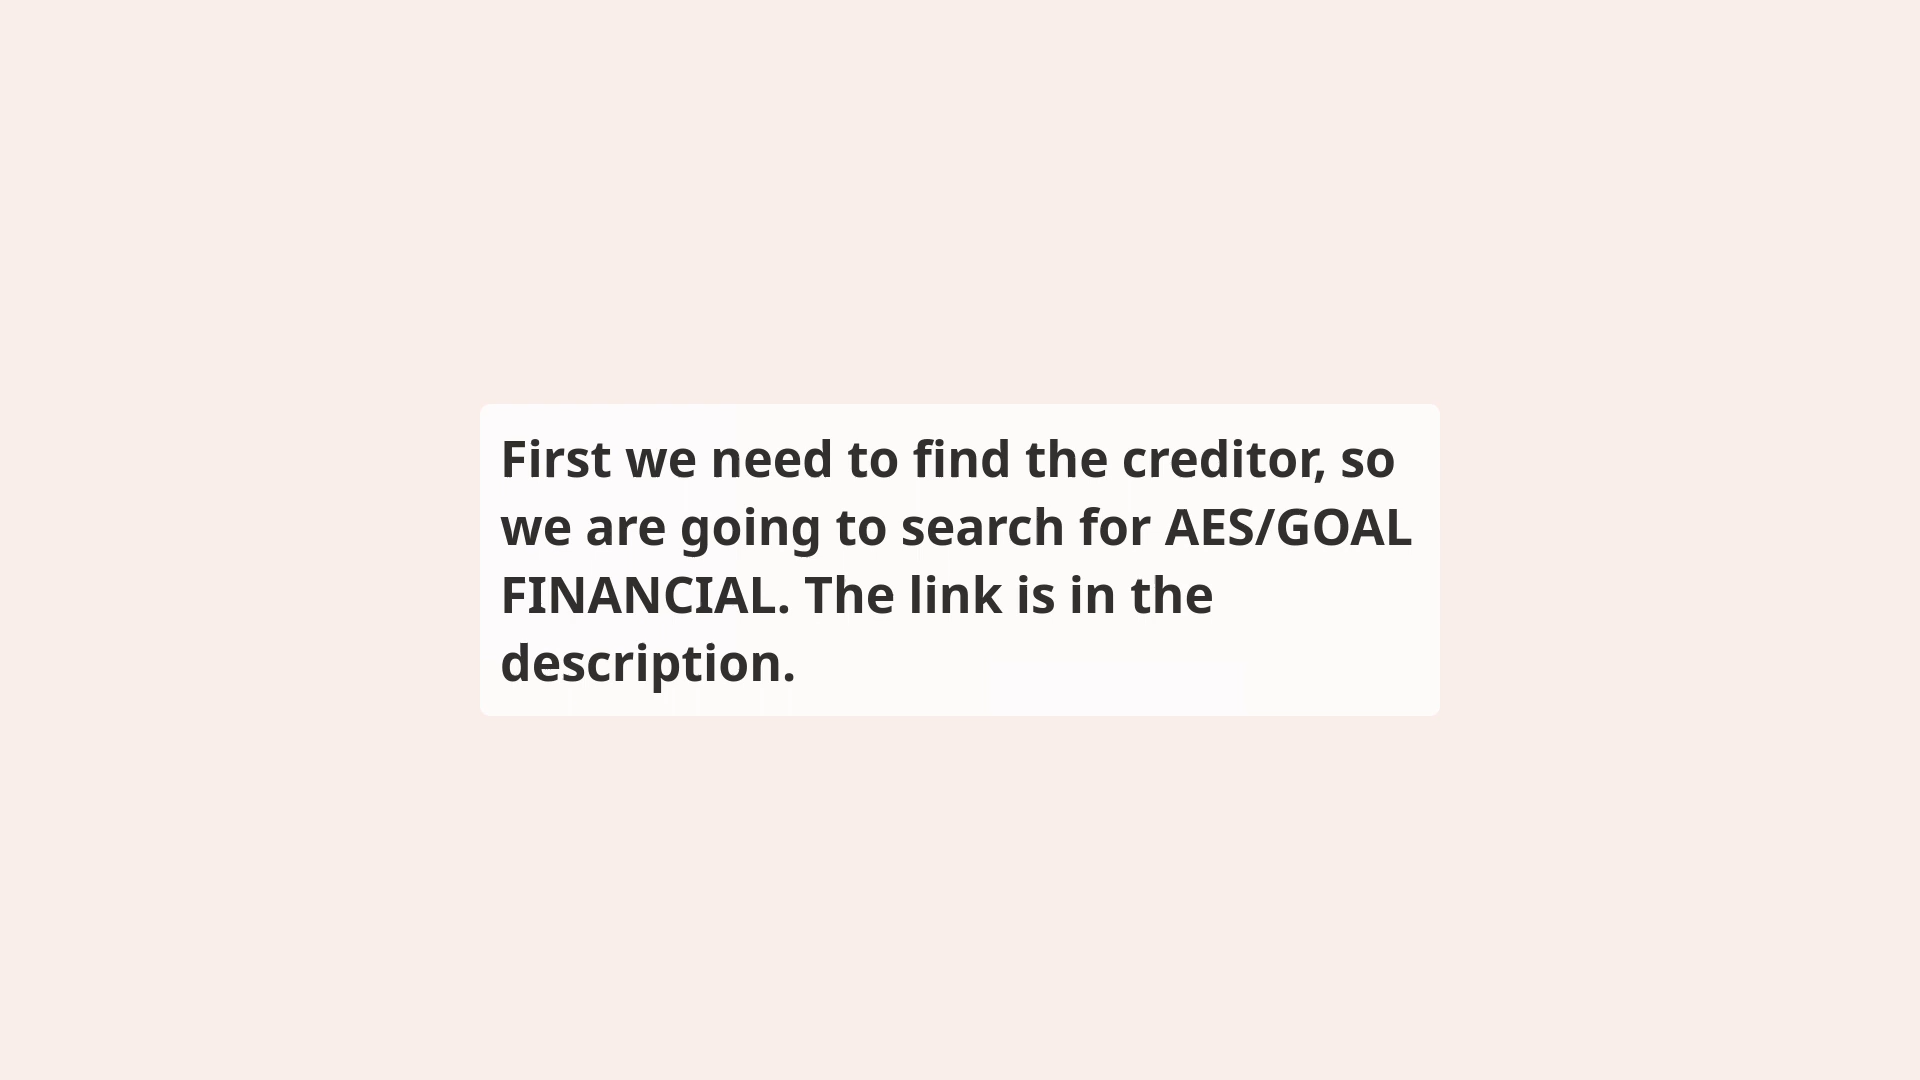 First we need to find the creditor, so
we are going to search for AES/GOAL
FINANCIAL. The link is in the
description.